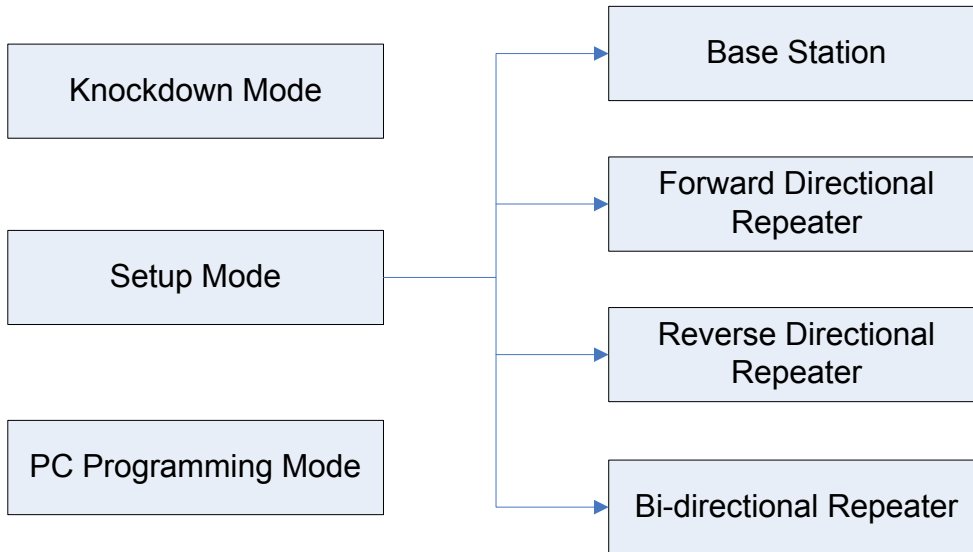 Knockdown Mode
Setup Mode
PC Programming Mode
Base Station
Forward Directional
Repeater
Reverse Directional
Repeater
Bi-directional Repeater